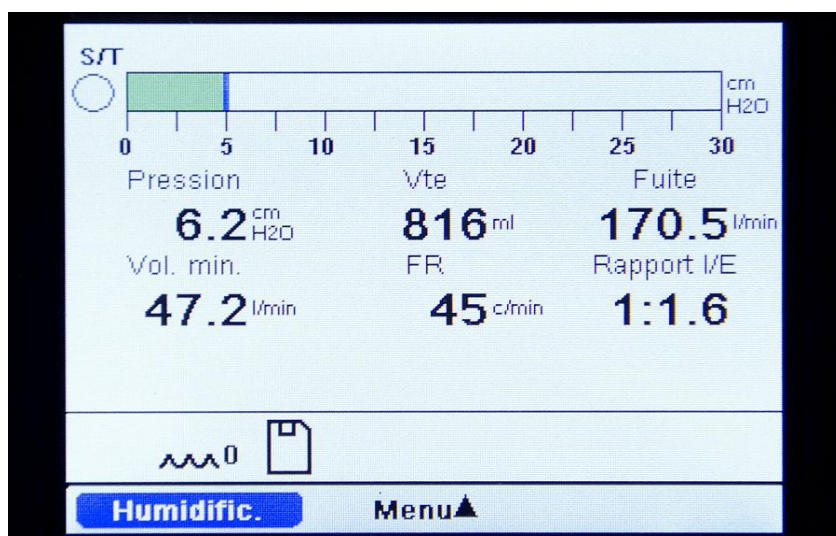 S/T
cm
H2O
0 5 10 15 20 25 30
Pression Vte Fuite
6.2 cm H2O 816 ml 170.5 l/min
Vol. min. FR Rapport I/E
47.2 l/min 45 c/min 1:1.6
0
Humidific. Menu▲